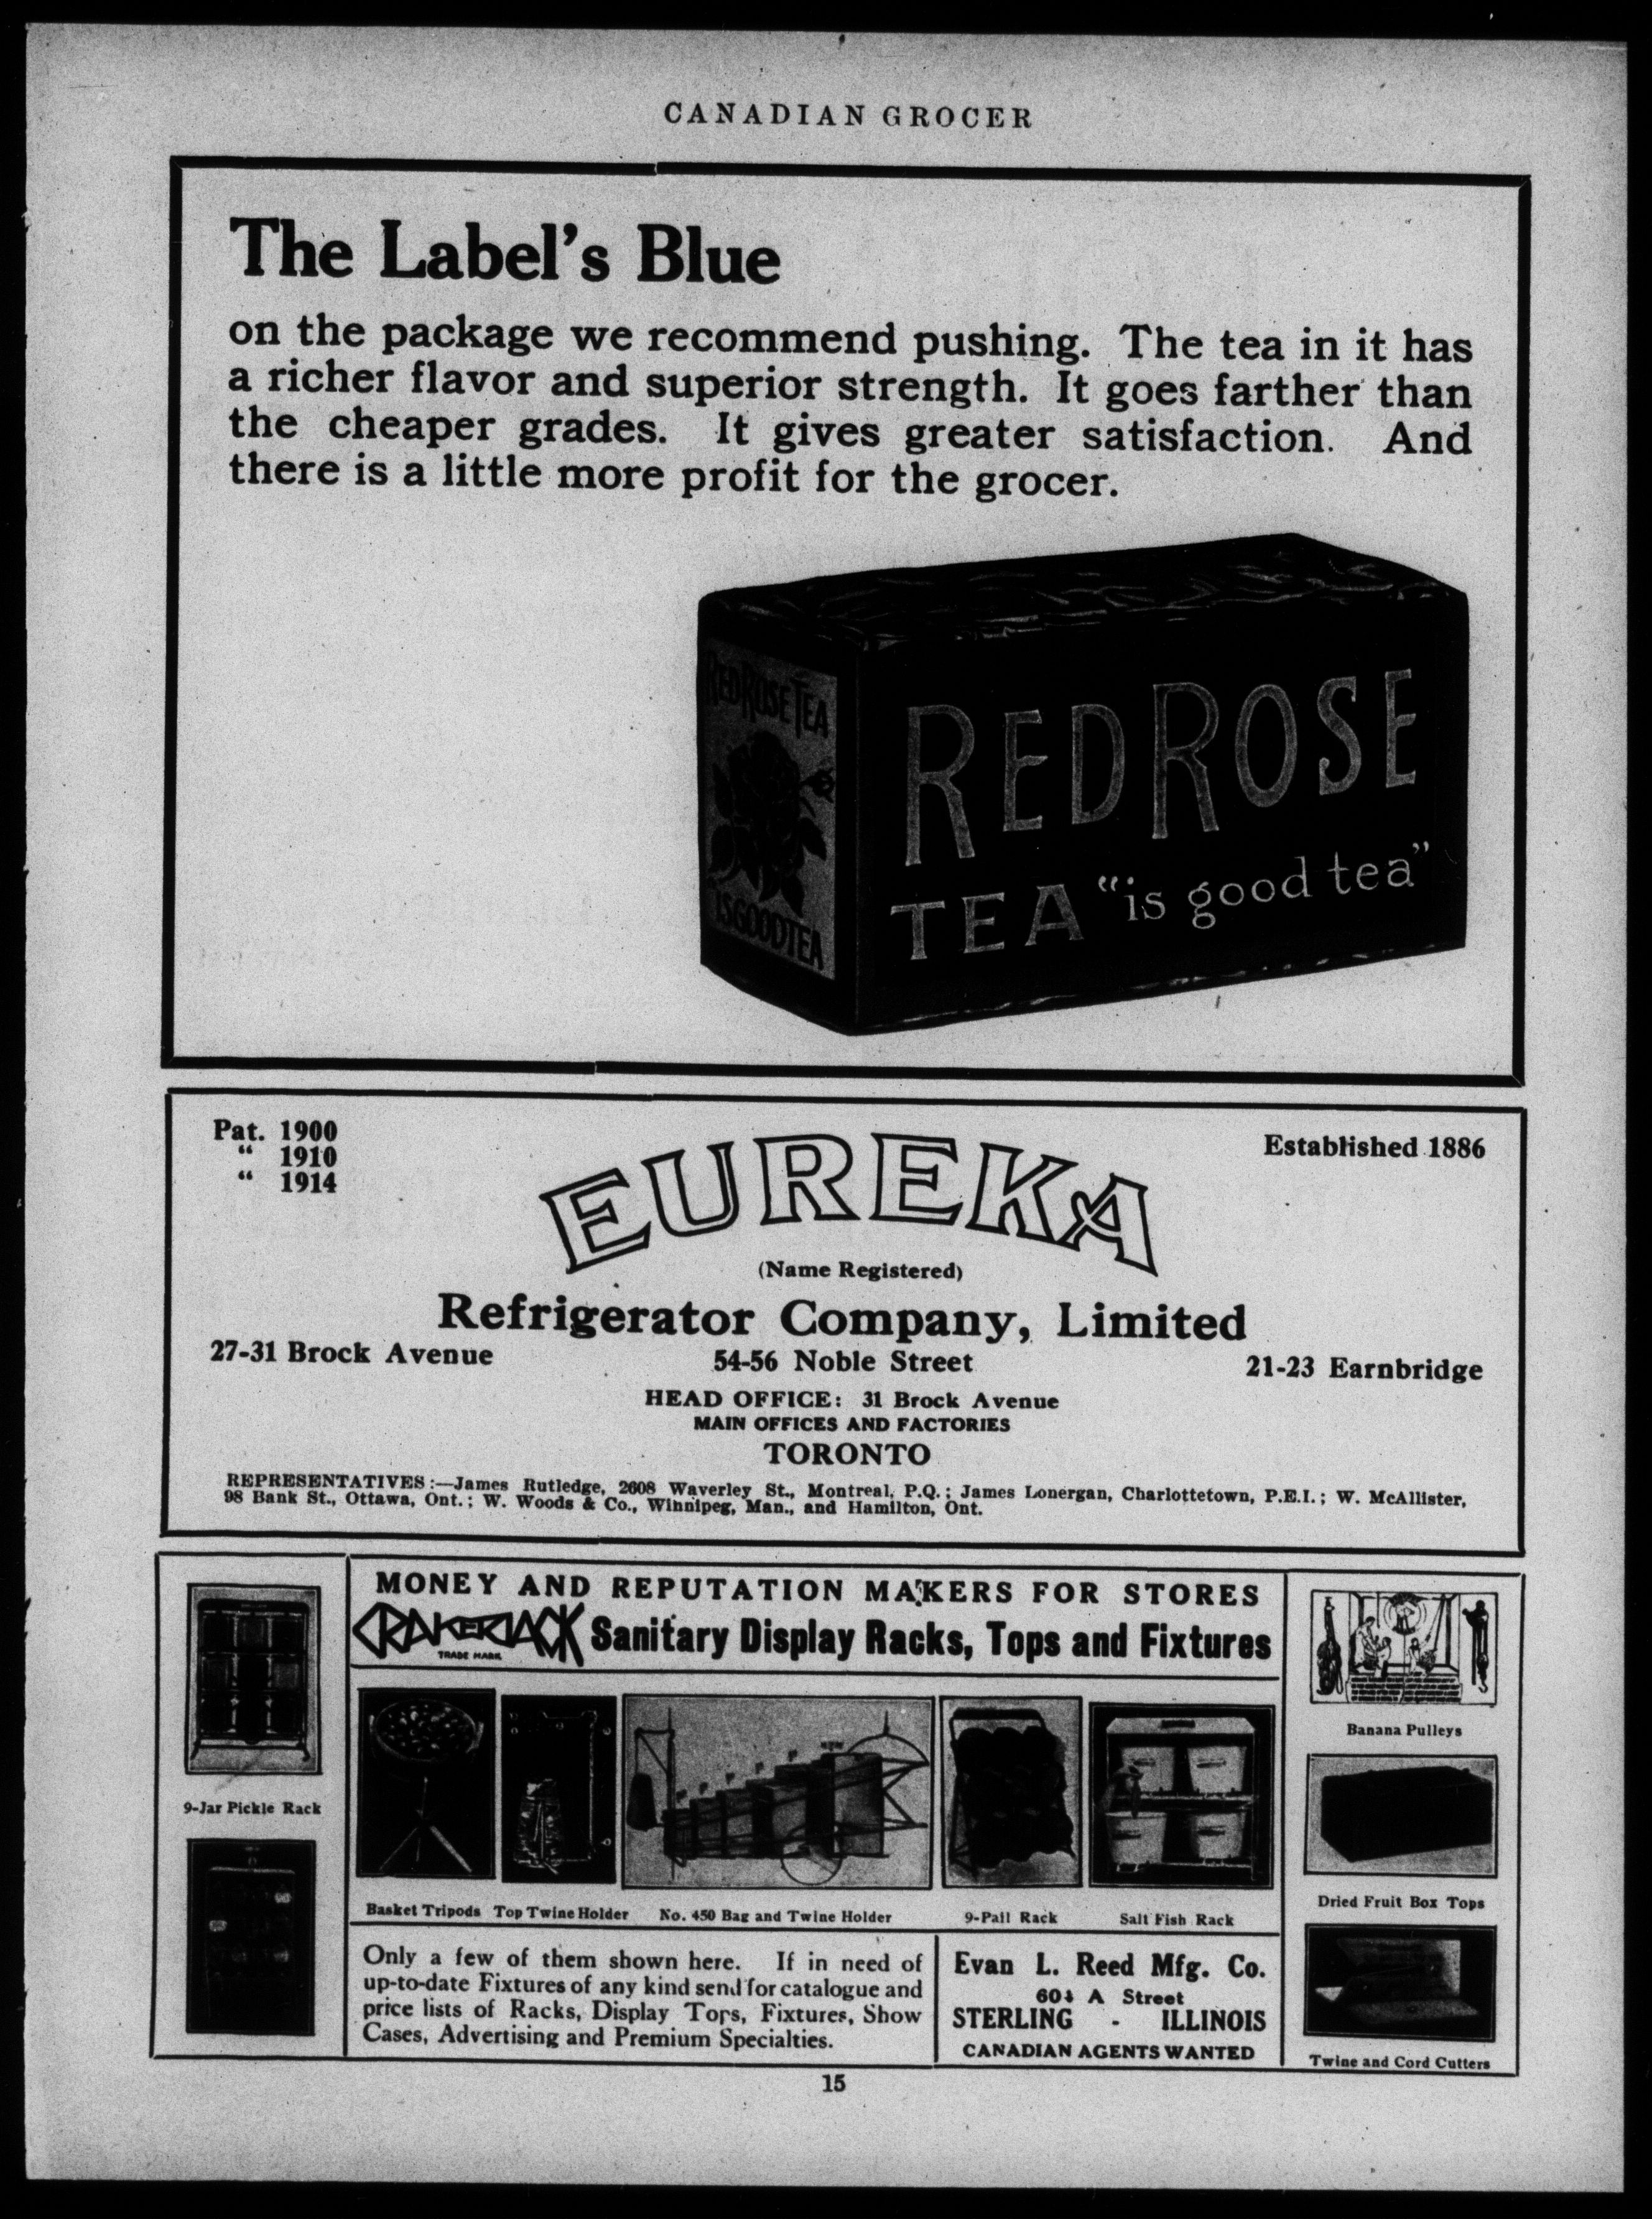 CANADIAN GROCER
The Label's Blue
on the package we recommend pushing. The tea in it has
a richer flavor and superior strength. It goes farther than
the cheaper grades. It gives greater satisfaction. And
there is a little more profit for the grocer.
RED ROSE TEA
IS GOOD TEA
RED ROSE
TEA "is good tea"
Pat. 1900
" 1910
" 1914
Established 1886
EUREKA
(Name Registered)
Refrigerator Company, Limited
27-31 Brock Avenue
54-56 Noble Street
21-23 Earnbridge
HEAD OFFICE: 31 Brock Avenue
MAIN OFFICES AND FACTORIES
TORONTO
REPRESENTATIVES:—James Rutledge, 2608 Waverley St., Montreal, P.Q.; James Lonergan, Charlottetown, P.E.I.; W. McAllister,
98 Bank St., Ottawa, Ont.; W. Woods & Co., Winnipeg, Man., and Hamilton, Ont.
MONEY AND REPUTATION MAKERS FOR STORES
CRAKERJACK Sanitary Display Racks, Tops and Fixtures
TRADE MARK
9-Jar Pickle Rack
Basket Tripods
Top Twine Holder
No. 450 Bag and Twine Holder
9-Pail Rack
Salt Fish Rack
Banana Pulleys
Dried Fruit Box Tops
Twine and Cord Cutters
Only a few of them shown here. If in need of
up-to-date Fixtures of any kind send for catalogue and
price lists of Racks, Display Tops, Fixtures, Show
Cases, Advertising and Premium Specialties.
Evan L. Reed Mfg. Co.
604 A Street
STERLING - ILLINOIS
CANADIAN AGENTS WANTED
15